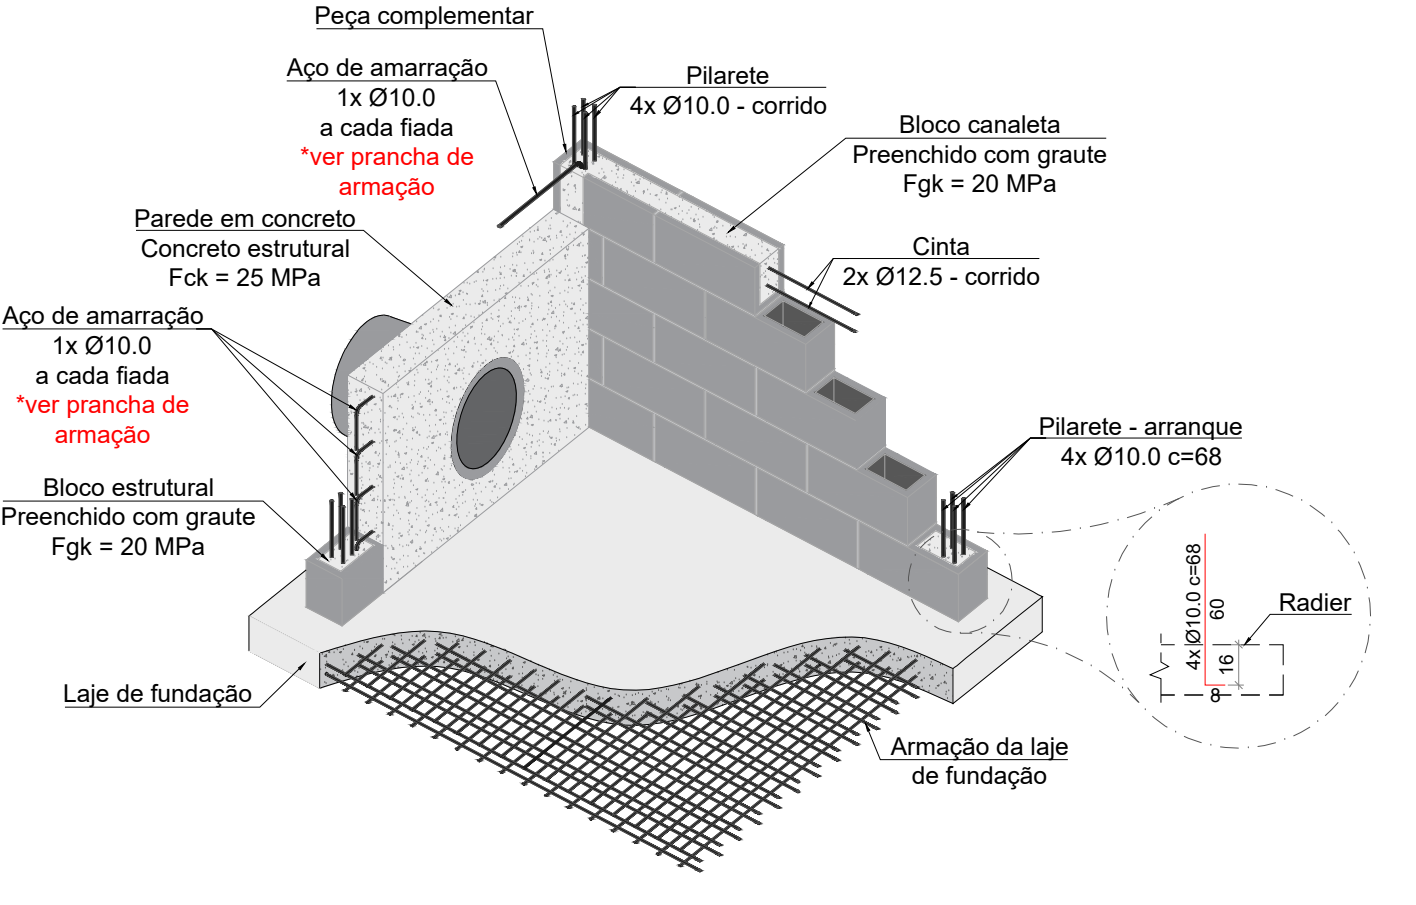 Peça complementar
Aço de amarração
1x Ø10.0
a cada fiada
*ver prancha de
armação
Pilarete
4x Ø10.0 - corrido
Bloco canaleta
Preenchido com graute
Fgk = 20 MPa
Parede em concreto
Concreto estrutural
Fck = 25 MPa
Cinta
2x Ø12.5 - corrido
Aço de amarração
1x Ø10.0
a cada fiada
*ver prancha de
armação
Pilarete - arranque
4x Ø10.0 c=68
Bloco estrutural
Preenchido com graute
Fgk = 20 MPa
4x Ø10.0 c=68
60
Radier
16
8
Laje de fundação
Armação da laje
de fundação